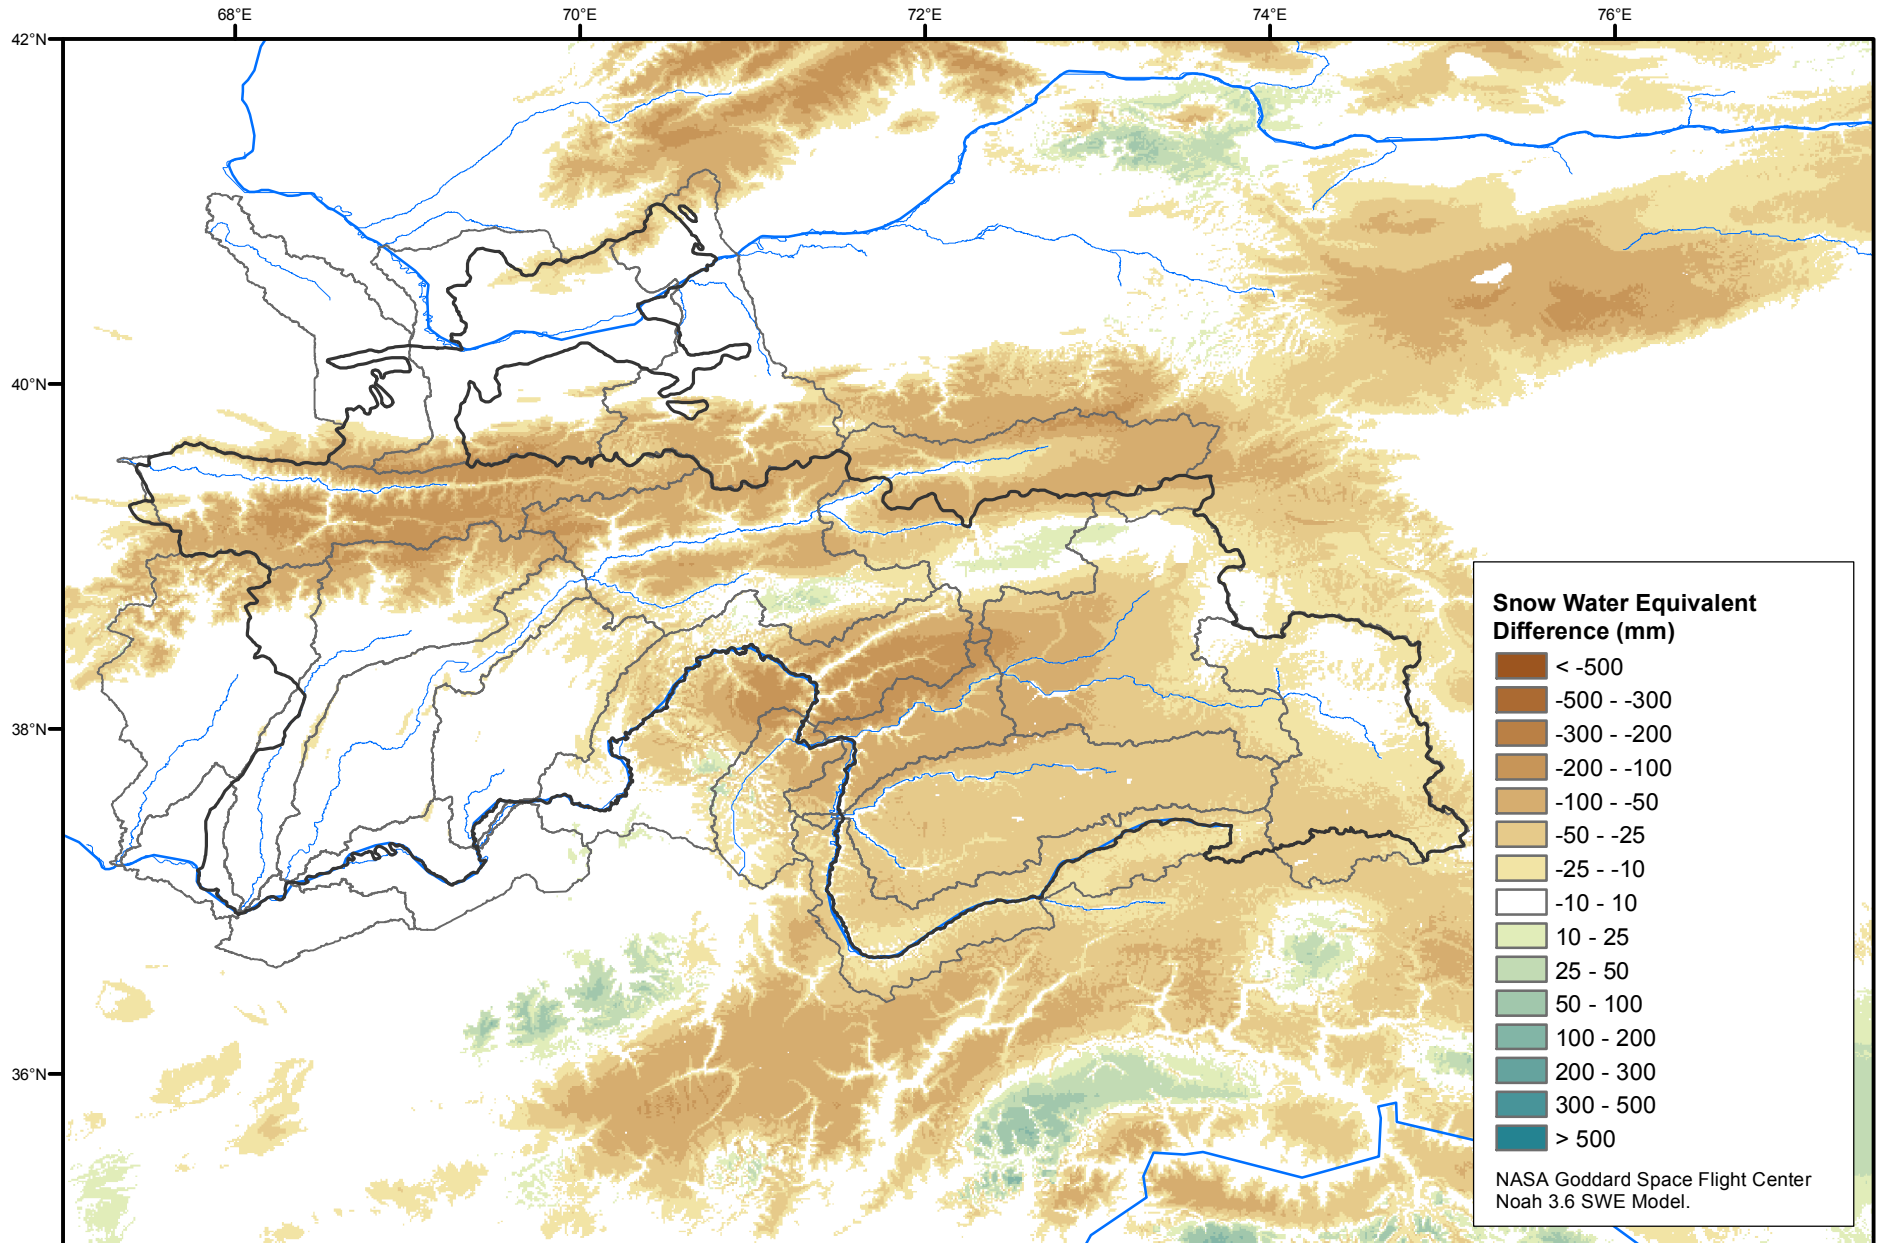 68°E 70°E 72°E 74°E 76°E
42°N
40°N
38°N
36°N
Snow Water Equivalent
Difference (mm)
< -500
-500 - -300
-300 - -200
-200 - -100
-100 - -50
-50 - -25
-25 - -10
-10 - 10
10 - 25
25 - 50
50 - 100
100 - 200
200 - 300
300 - 500
> 500
NASA Goddard Space Flight Center
Noah 3.6 SWE Model.